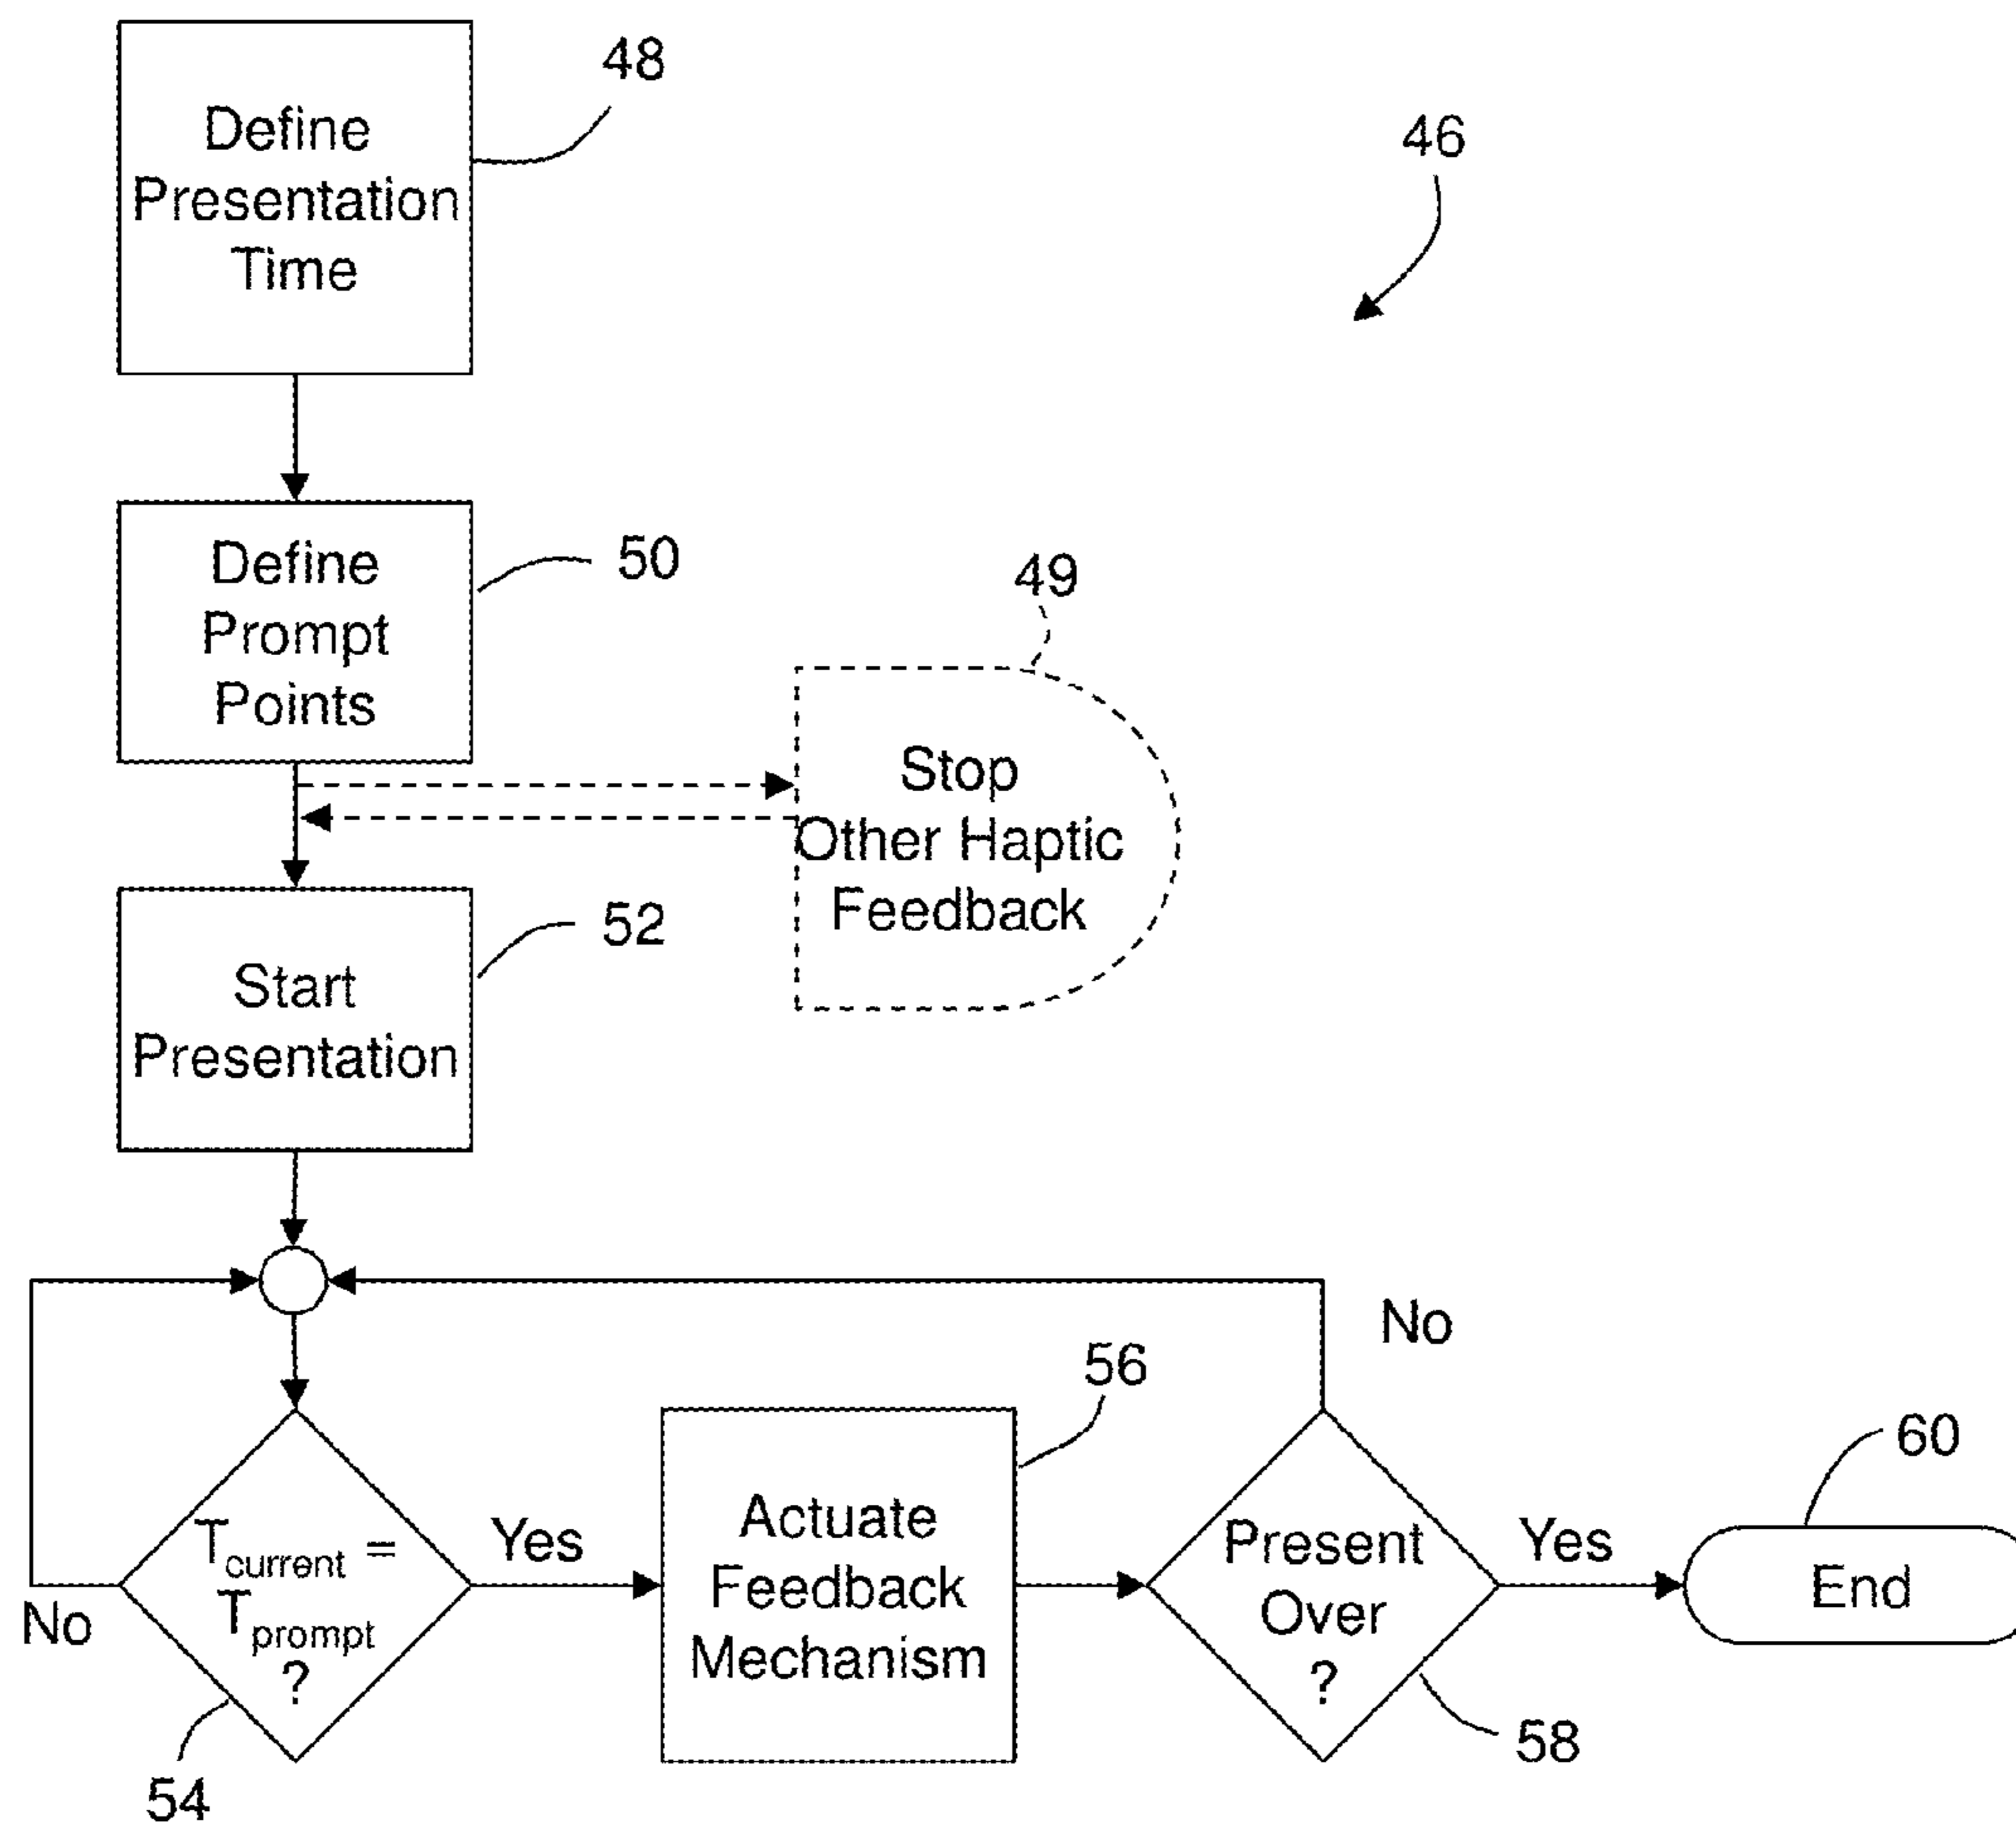 48
Define
Presentation
Time
46
50
Define
Prompt
Points
49
Stop
Other Haptic
Feedback
52
Start
Presentation
No
56
Tcurrent =
Tprompt
?
Yes
No
54
Actuate
Feedback
Mechanism
Present
Over
?
58
Yes
60
End